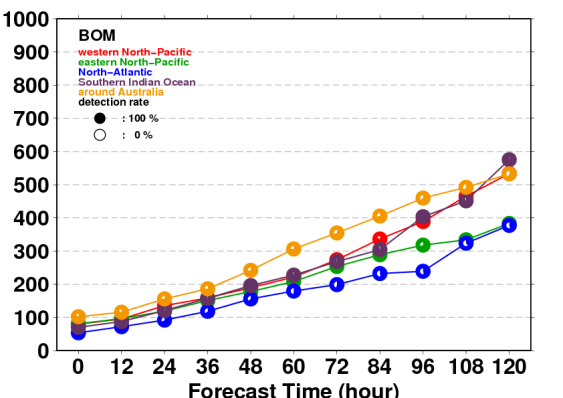 1000
900
800
700
600
500
400
300
200
100
0
BOM
western North-Pacific
eastern North-Pacific
North-Atlantic
Southern Indian Ocean
around Australia
detection rate
: 100 %
: 0 %
0 12 24 36 48 60 72 84 96 108 120
Forecast Time (hour)